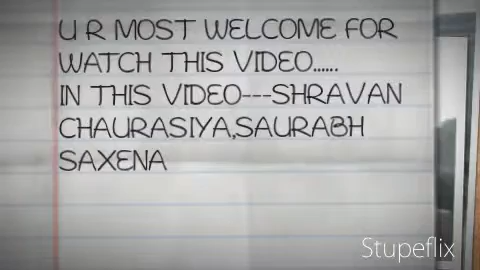 U R MOST WELCOME FOR
WATCH THIS VIDEO......
IN THIS VIDEO---SHRAVAN
CHAURASIYA,SAURABH
SAXENA
Stupeflix